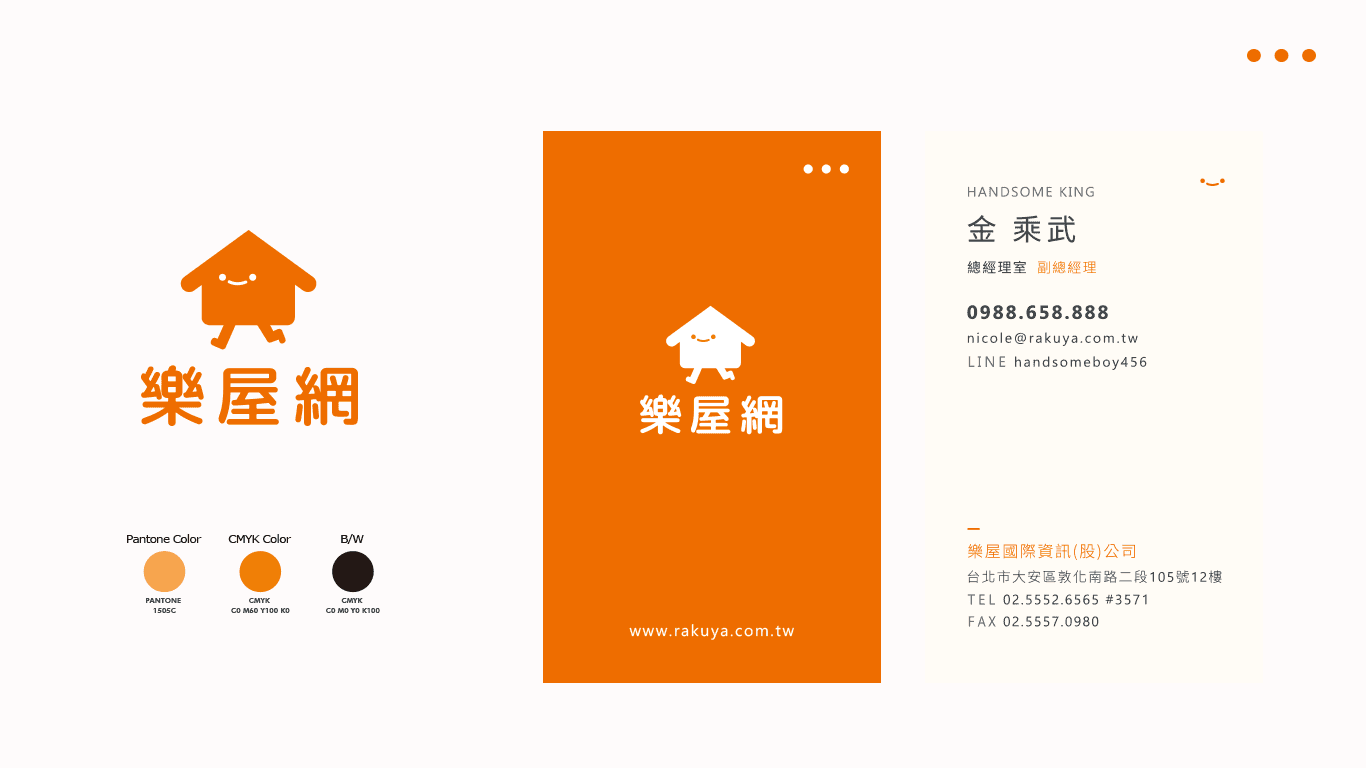 樂屋網
Pantone Color
PANTONE
1505C
CMYK Color
CMYK
C0 M60 Y100 K0
B/W
CMYK
C0 M0 Y0 K100
樂屋網
www.rakuya.com.tw
HANDSOME KING
金 乘武
總經理室 副總經理
0988.658.888
nicole@rakuya.com.tw
LINE handsomeboy456
樂屋國際資訊(股)公司
台北市大安區敦化南路二段105號12樓
TEL 02.5552.6565 #3571
FAX 02.5557.0980